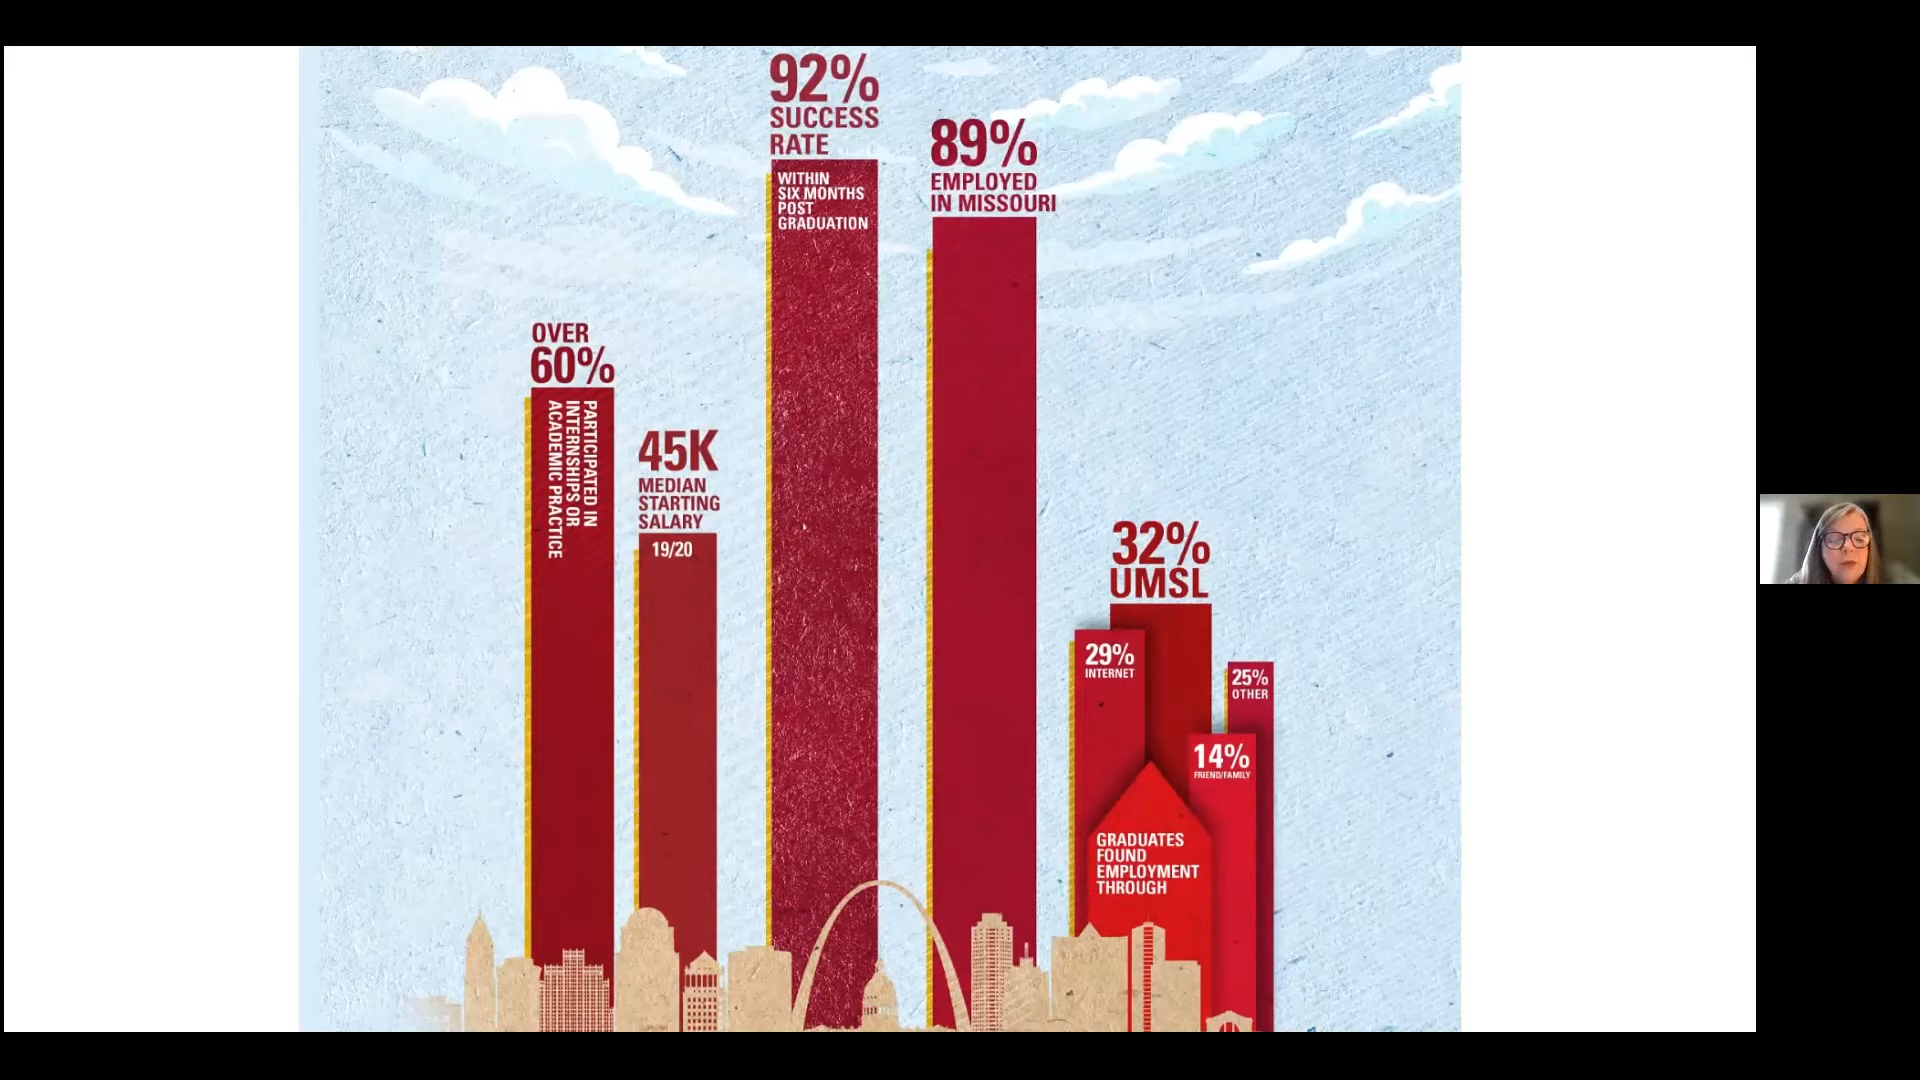 OVER
60%
PARTICIPATED IN
INTERNSHIPS OR
ACADEMIC PRACTICE
45K
MEDIAN
STARTING
SALARY
19/20
92%
SUCCESS
RATE
WITHIN
SIX MONTHS
POST
GRADUATION
89%
EMPLOYED
IN MISSOURI
32%
UMSL
29%
INTERNET
25%
OTHER
14%
FRIEND/FAMILY
GRADUATES
FOUND
EMPLOYMENT
THROUGH